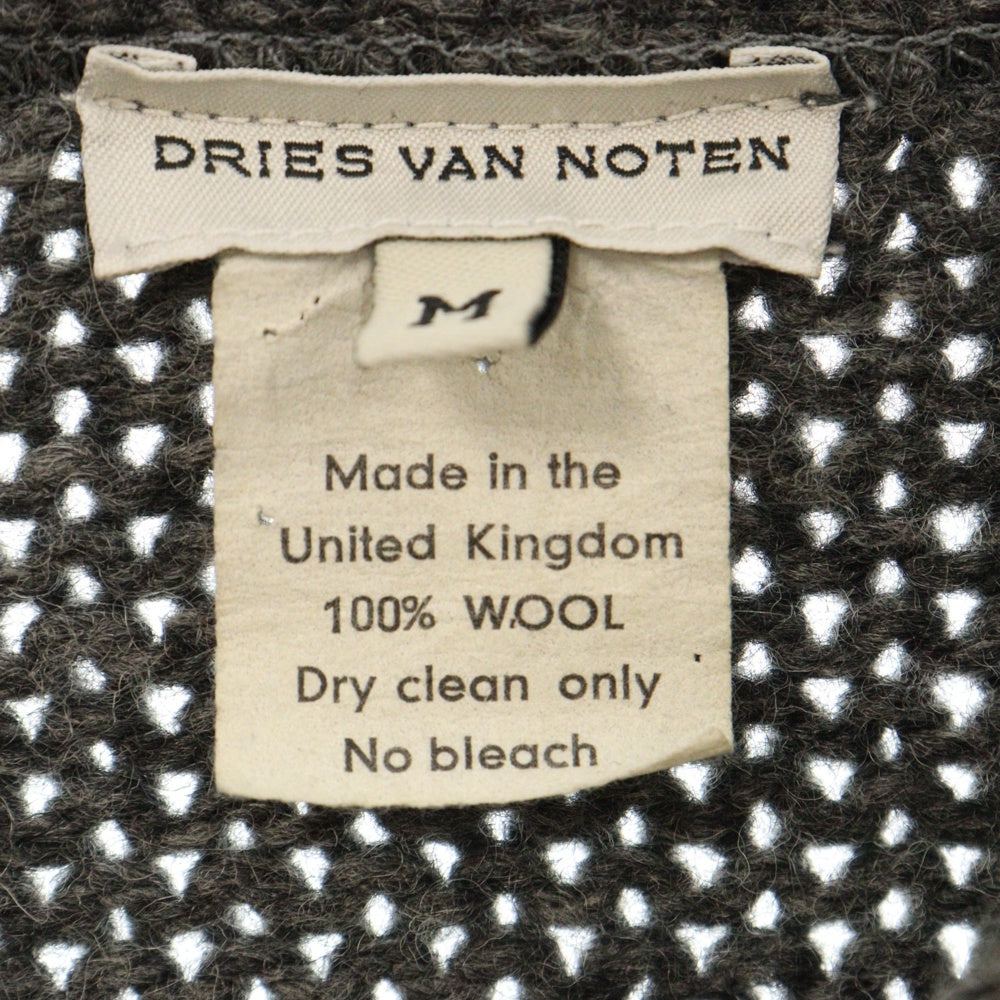 DRIES VAN NOTEN
M
Made in the
United Kingdom
100% WOOL
Dry clean only
No bleach